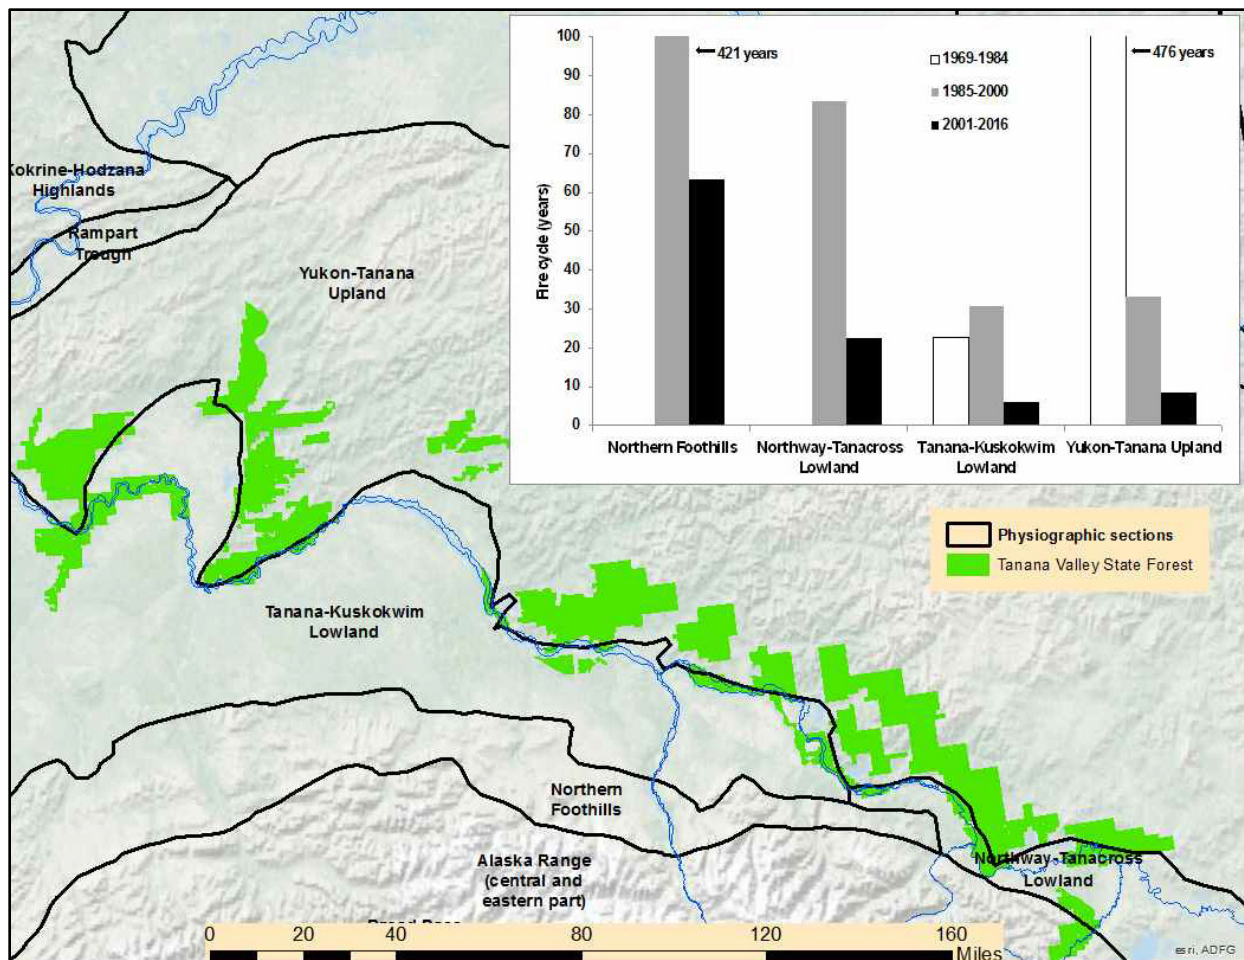 100
90
80
70
60
50
40
30
20
10
0
Fire cycle (years)
421 years
476 years
1969-1984
1985-2000
2001-2016
Northern Foothills
Northway-Tanacross
Lowland
Tanana-Kuskokwim
Lowland
Yukon-Tanana Upland
Kokrine-Hodzana
Highlands
Rampart
Trough
Yukon-Tanana
Upland
Physiographic sections
Tanana Valley State Forest
Tanana-Kuskokwim
Lowland
Northern
Foothills
Alaska Range
(central and
eastern part)
Northway-Tanacross
Lowland
0 20 40 80 120 160
Miles
esri, ADFG